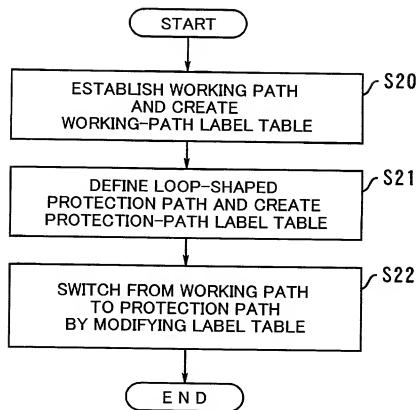 START
ESTABLISH WORKING PATH
AND CREATE
WORKING-PATH LABEL TABLE
S20
DEFINE LOOP-SHAPED
PROTECTION PATH AND CREATE
PROTECTION-PATH LABEL TABLE
S21
SWITCH FROM WORKING PATH
TO PROTECTION PATH
BY MODIFYING LABEL TABLE
S22
END